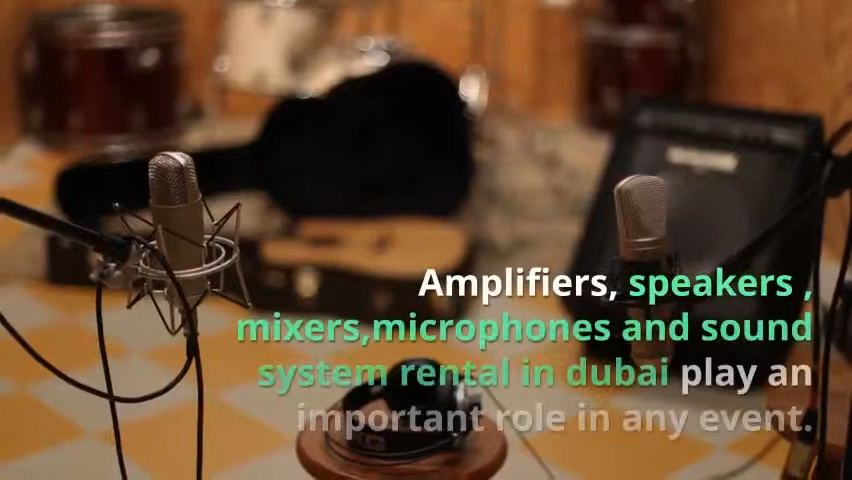 Amplifiers, speakers ,
mixers,microphones and sound
system rental in dubai play an
important role in any event.